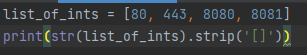 list_of_ints = [80, 443, 8080, 8081]
print(str(list_of_ints).strip('[]'))